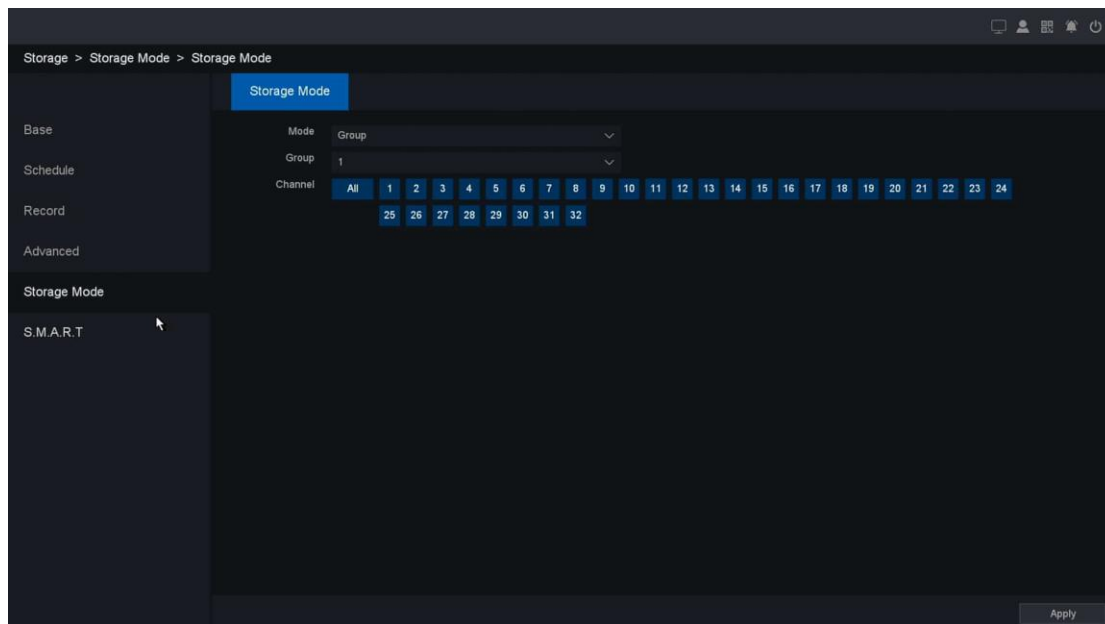 Storage > Storage Mode > Storage Mode
Storage Mode
Base
Schedule
Record
Advanced
Storage Mode
S.M.A.R.T
Mode Group
Group 1
Channel All 1 2 3 4 5 6 7 8 9 10 11 12 13 14 15 16 17 18 19 20 21 22 23 24
25 26 27 28 29 30 31 32
Apply